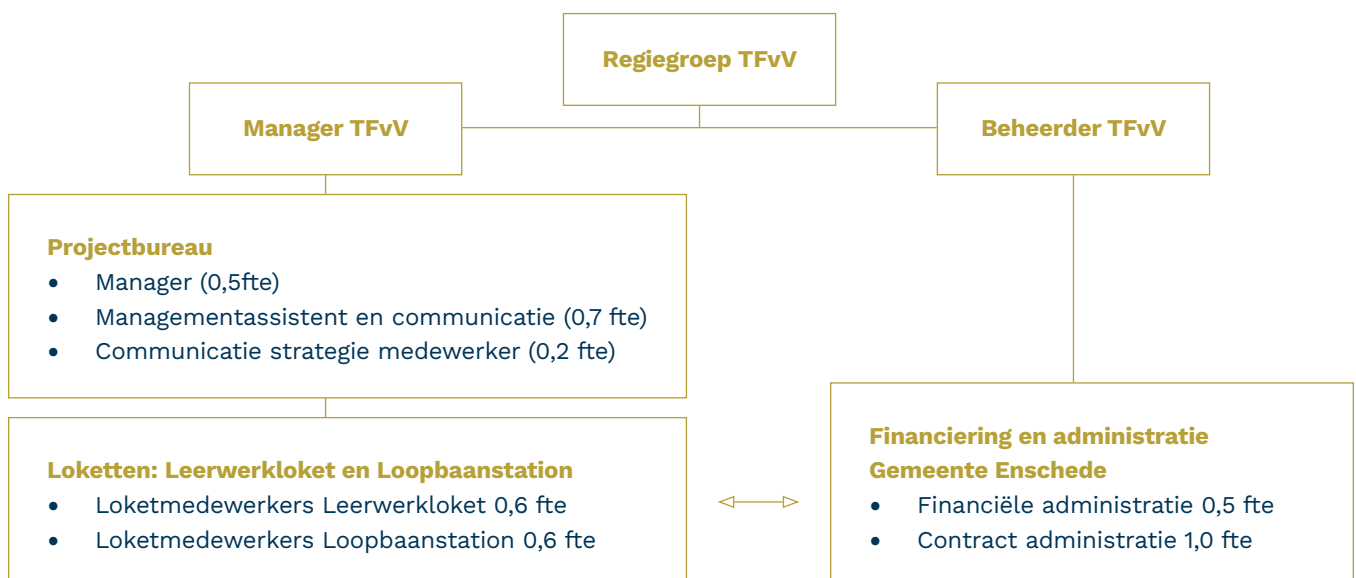 Regiegroep TFvV
Manager TFvV
Beheerder TFvV
Projectbureau
• Manager (0,5fte)
• Managementassistent en communicatie (0,7 fte)
• Communicatie strategie medewerker (0,2 fte)
Loketten: Leerwerkloket en Loopbaanstation
• Loketmedewerkers Leerwerkloket 0,6 fte
• Loketmedewerkers Loopbaanstation 0,6 fte
Financiering en administratie
Gemeente Enschede
• Financiële administratie 0,5 fte
• Contract administratie 1,0 fte